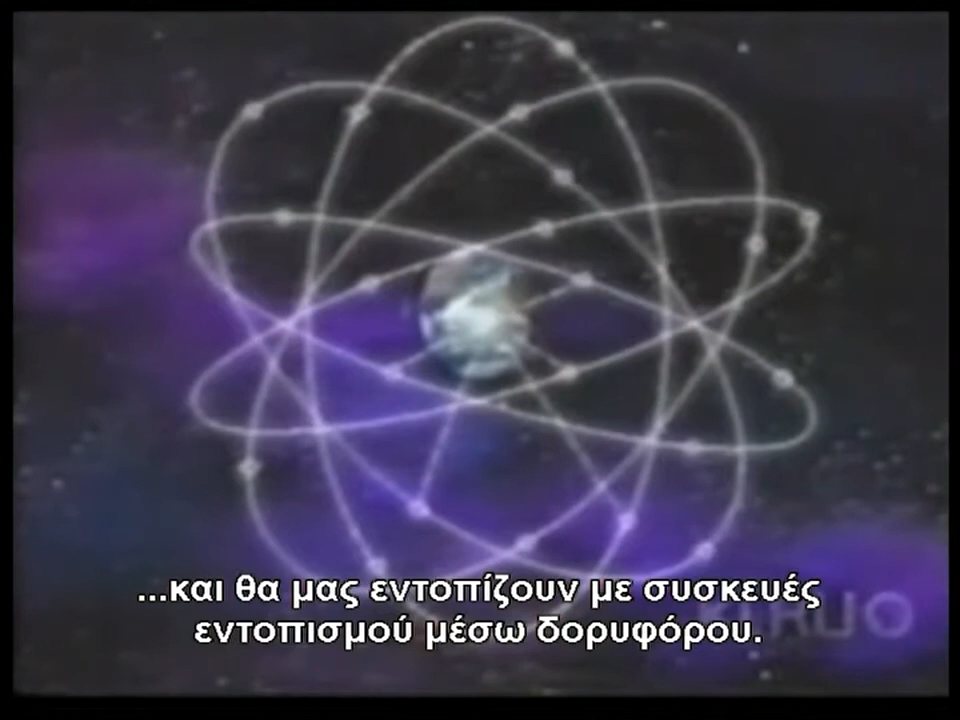 ...και θα μας εντοπίζουν με συσκευές
εντοπισμού μέσω δορυφόρου.